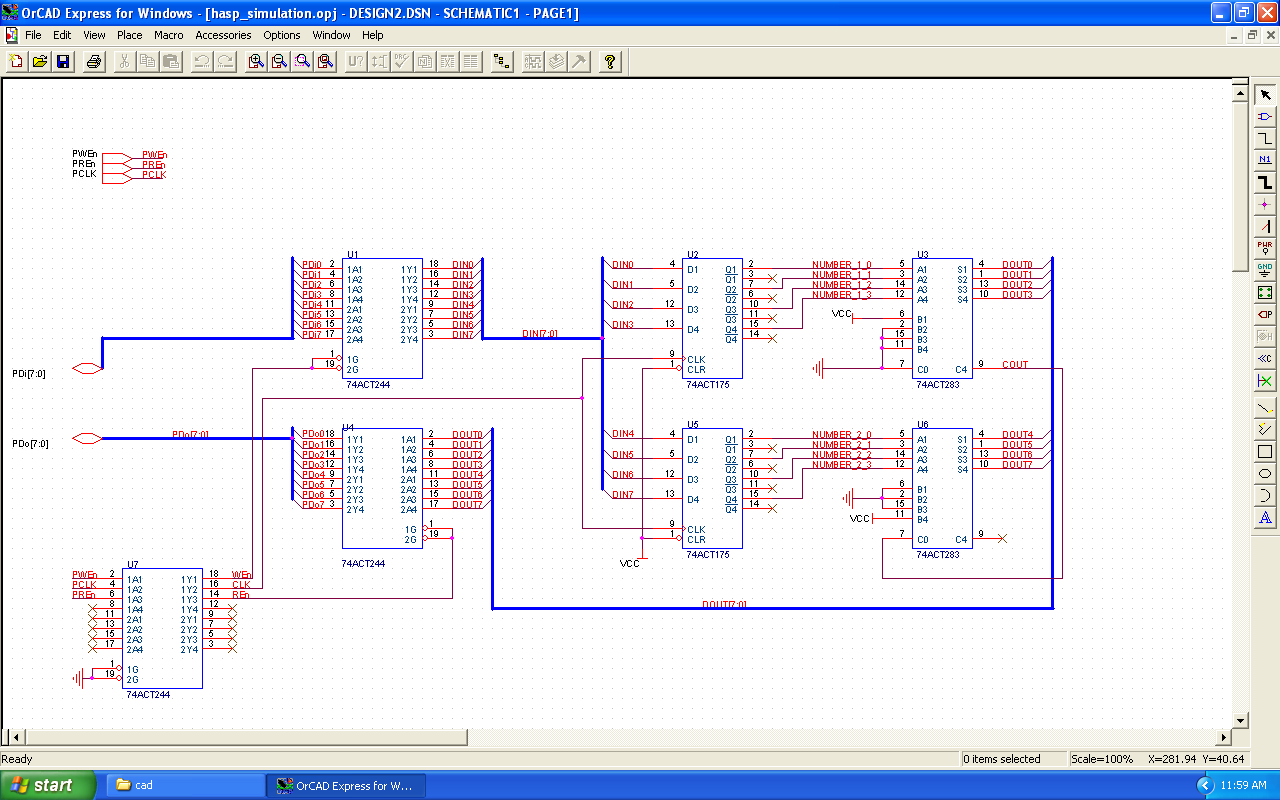 OrCAD Express for Windows - [hasp_simulation.opj - DESIGN2.DSN - SCHEMATIC1 - PAGE1]
File Edit View Place Macro Accessories Options Window Help
U?
DRC
?
N1
PWR
GND
A
PWEn PWEn
PREn PREn
PCLK PCLK
U1 U2 U3
PDi0 2 1A1 1Y1 18 DIN0
PDi1 4 1A2 1Y2 16 DIN1
PDi2 6 1A3 1Y3 14 DIN2
PDi3 8 1A4 1Y4 12 DIN3
PDi4 11 2A1 2Y1 9 DIN4
PDi5 13 2A2 2Y2 7 DIN5
PDi6 15 2A3 2Y3 5 DIN6
PDi7 17 2A4 2Y4 3 DIN7
1 1G
19 2G
74ACT244
DIN[7:0]
DIN0 4 D1 Q1 2
Q1 3
DIN1 5 D2 Q2 7
Q2 6
DIN2 12 D3 Q3 10
Q3 11
DIN3 13 D4 Q4 15
Q4 14
9 CLK
1 CLR
74ACT175
NUMBER_1_0 5 A1 S1 4 DOUT0
NUMBER_1_1 3 A2 S2 1 DOUT1
NUMBER_1_2 14 A3 S3 13 DOUT2
NUMBER_1_3 12 A4 S4 10 DOUT3
VCC 6 B1
2 B2
15 B3
11 B4
7 C0 C4 9 COUT
74ACT283
PDi[7:0]
PDo[7:0]
PDo[7:0]
U4 U5 U6
PDo0 18 1Y1 1A1 2 DOUT0
PDo1 16 1Y2 1A2 4 DOUT1
PDo2 14 1Y3 1A3 6 DOUT2
PDo3 12 1Y4 1A4 8 DOUT3
PDo4 9 2Y1 2A1 11 DOUT4
PDo5 7 2Y2 2A2 13 DOUT5
PDo6 5 2Y3 2A3 15 DOUT6
PDo7 3 2Y4 2A4 17 DOUT7
1G 1
2G 19
74ACT244
DIN4 4 D1 Q1 2
Q1 3
DIN5 5 D2 Q2 7
Q2 6
DIN6 12 D3 Q3 10
Q3 11
DIN7 13 D4 Q4 15
Q4 14
9 CLK
1 CLR
VCC
74ACT175
NUMBER_2_0 5 A1 S1 4 DOUT4
NUMBER_2_1 3 A2 S2 1 DOUT5
NUMBER_2_2 14 A3 S3 13 DOUT6
NUMBER_2_3 12 A4 S4 10 DOUT7
6 B1
2 B2
15 B3
VCC 11 B4
7 C0 C4 9
74ACT283
U7
PWEn 2 1A1 1Y1 18 WEn
PCLK 4 1A2 1Y2 16 CLK
PREn 6 1A3 1Y3 14 REn
8 1A4 1Y4 12
11 2A1 2Y1 9
13 2A2 2Y2 7
15 2A3 2Y3 5
17 2A4 2Y4 3
1 1G
19 2G
74ACT244
DOUT[7:0]
Ready 0 items selected Scale=100% X=281.94 Y=40.64
start cad OrCAD Express for W... 11:59 AM